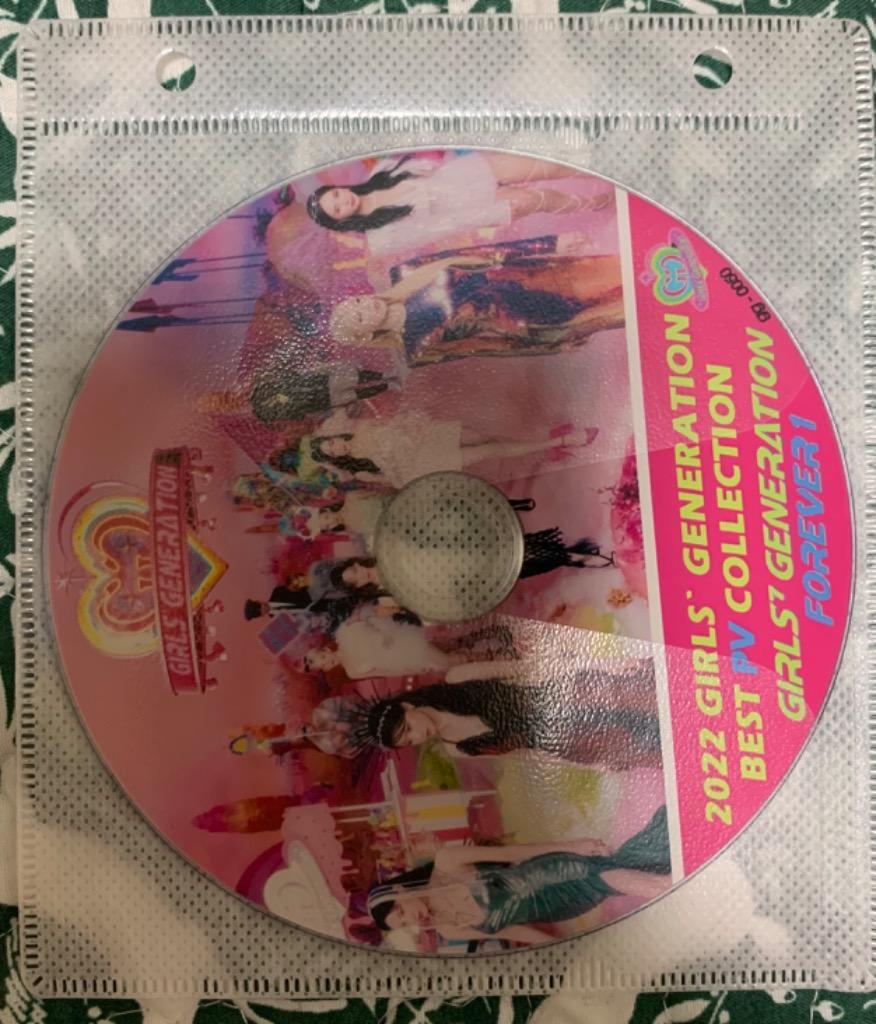 GIRLS' GENERATION
2022 GIRLS` GENERATION
BEST PV COLLECTION
GIRLS' GENERATION
FOREVER 1